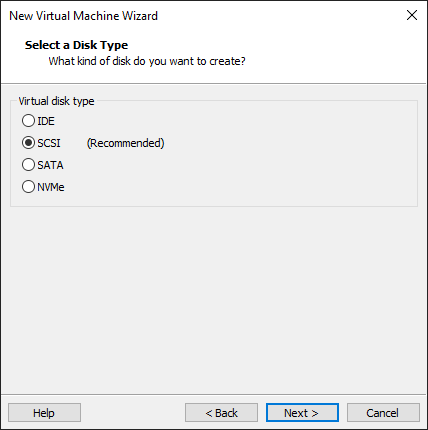 New Virtual Machine Wizard
Select a Disk Type
What kind of disk do you want to create?
Virtual disk type
IDE
SCSI (Recommended)
SATA
NVMe
Help < Back Next > Cancel